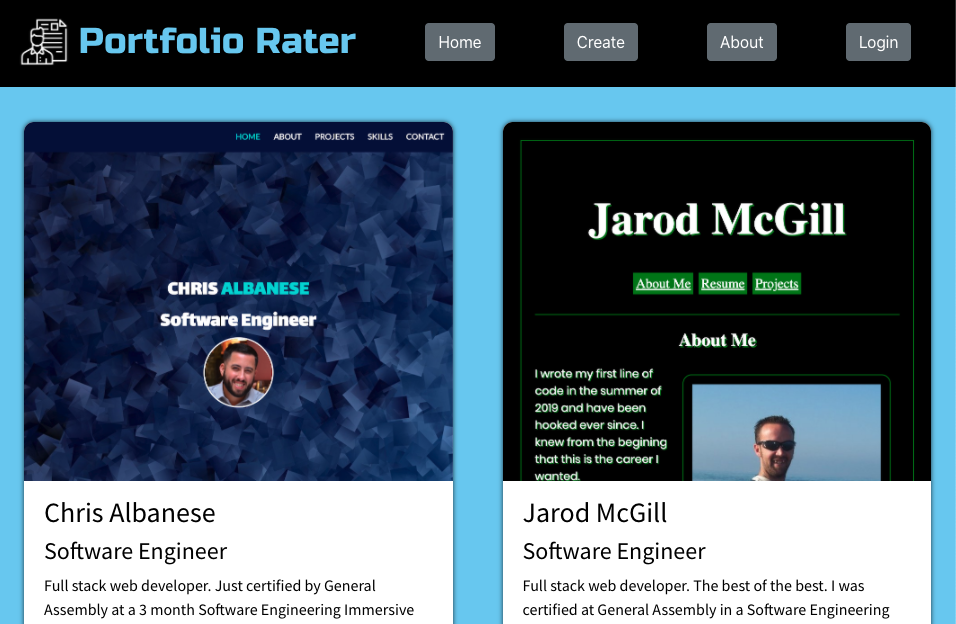 Portfolio Rater
Home
Create
About
Login
HOME ABOUT PROJECTS SKILLS CONTACT
CHRIS ALBANESE
Software Engineer
Chris Albanese
Software Engineer
Full stack web developer. Just certified by General
Assembly at a 3 month Software Engineering Immersive
Jarod McGill
About Me Resume Projects
About Me
I wrote my first line of
code in the summer of
2019 and have been
hooked ever since. I
knew from the begining
that this is the career I
wanted.
Jarod McGill
Software Engineer
Full stack web developer. The best of the best. I was
certified at General Assembly in a Software Engineering